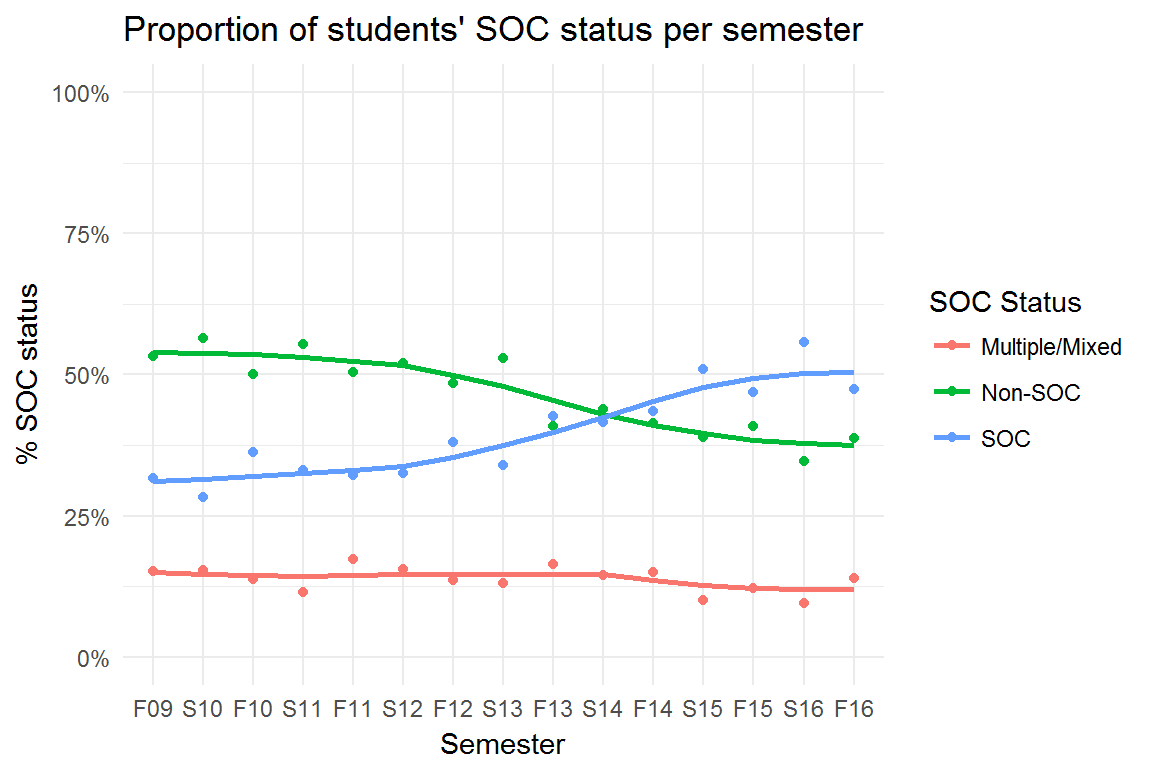 Proportion of students' SOC status per semester
100%
75%
50%
25%
0%
% SOC status
F09 S10 F10 S11 F11 S12 F12 S13 F13 S14 F14 S15 F15 S16 F16
Semester
SOC Status
Multiple/Mixed
Non-SOC
SOC